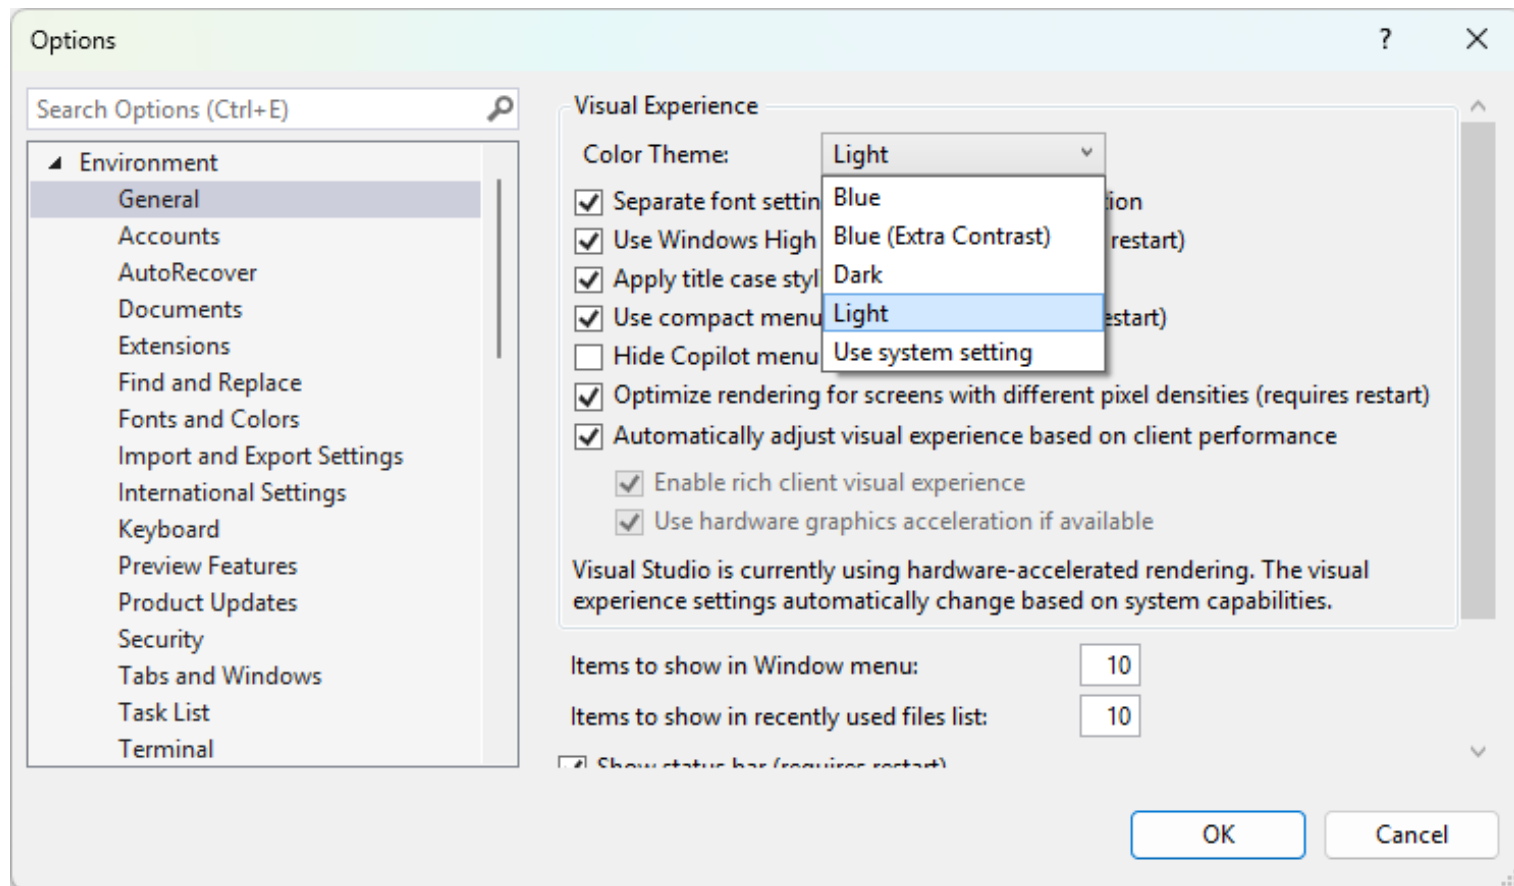 Options
?
Search Options (Ctrl+E)
Environment
General
Accounts
AutoRecover
Documents
Extensions
Find and Replace
Fonts and Colors
Import and Export Settings
International Settings
Keyboard
Preview Features
Product Updates
Security
Tabs and Windows
Task List
Terminal
Visual Experience
Color Theme: Light
Blue
Blue (Extra Contrast)
Dark
Light
Use system setting
Separate font
Use Windows High restart)
Apply title case
Use compact
Hide Copilot menu
Optimize rendering for screens with different pixel densities (requires restart)
Automatically adjust visual experience based on client performance
Enable rich client visual experience
Use hardware graphics acceleration if available
Visual Studio is currently using hardware-accelerated rendering. The visual
experience settings automatically change based on system capabilities.
Items to show in Window menu: 10
Items to show in recently used files list: 10
Show status bar (requires restart)
OK
Cancel